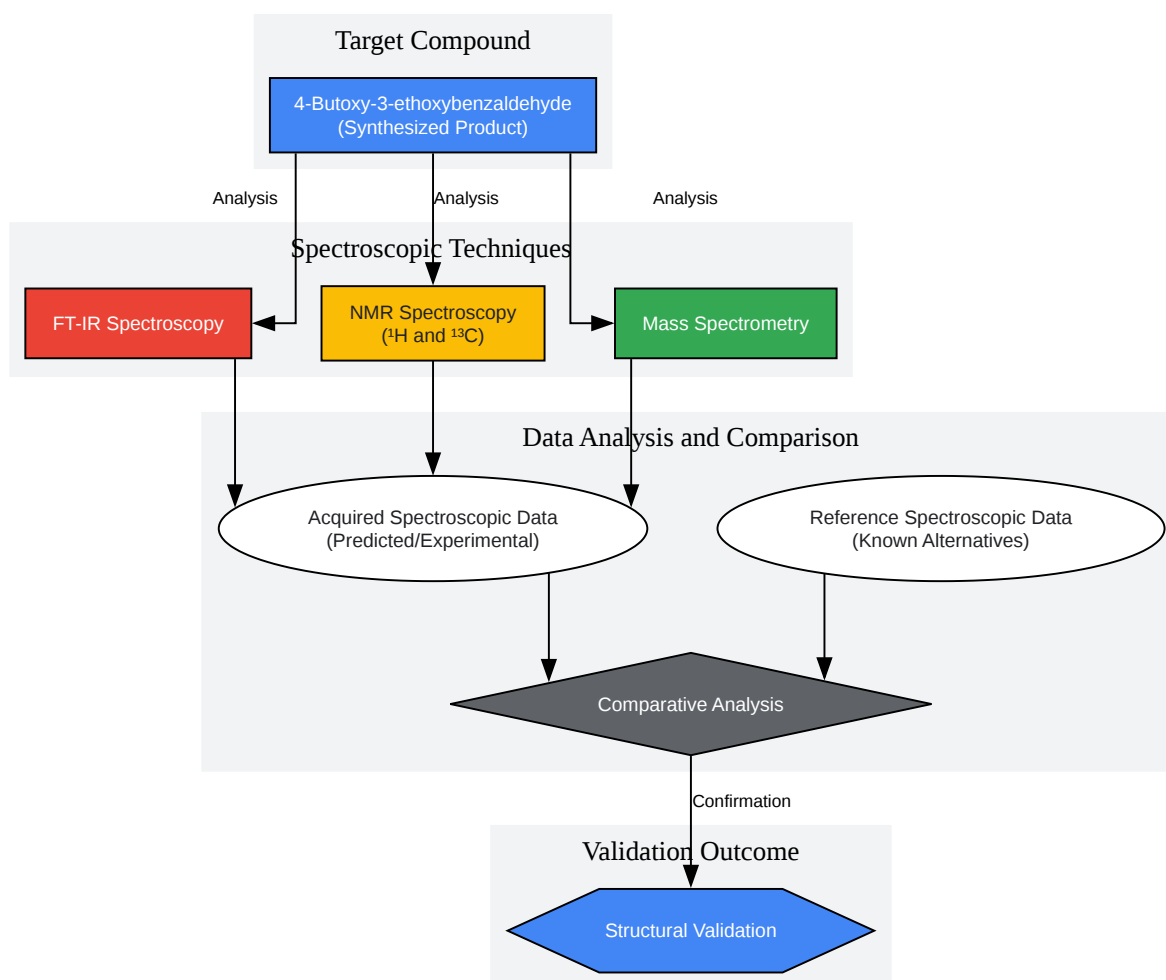 Target Compound
4-Butoxy-3-ethoxybenzaldehyde
(Synthesized Product)
Analysis
Analysis
Analysis
Spectroscopic Techniques
FT-IR Spectroscopy
NMR Spectroscopy
(¹H and ¹³C)
Mass Spectrometry
Data Analysis and Comparison
Acquired Spectroscopic Data
(Predicted/Experimental)
Reference Spectroscopic Data
(Known Alternatives)
Comparative Analysis
Confirmation
Validation Outcome
Structural Validation